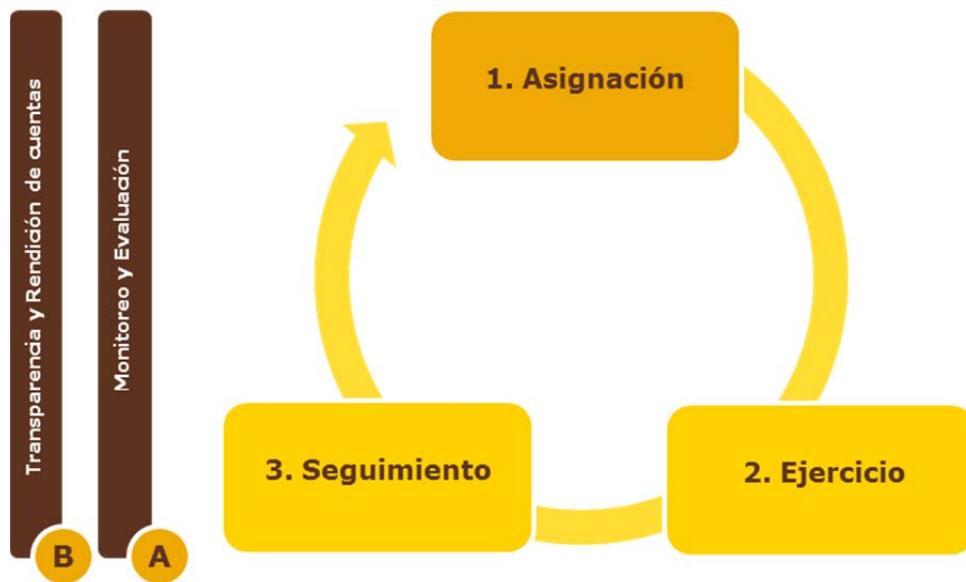 Transparencia y Rendición de cuentas
B
Monitoreo y Evaluación
A
1. Asignación
2. Ejercicio
3. Seguimiento